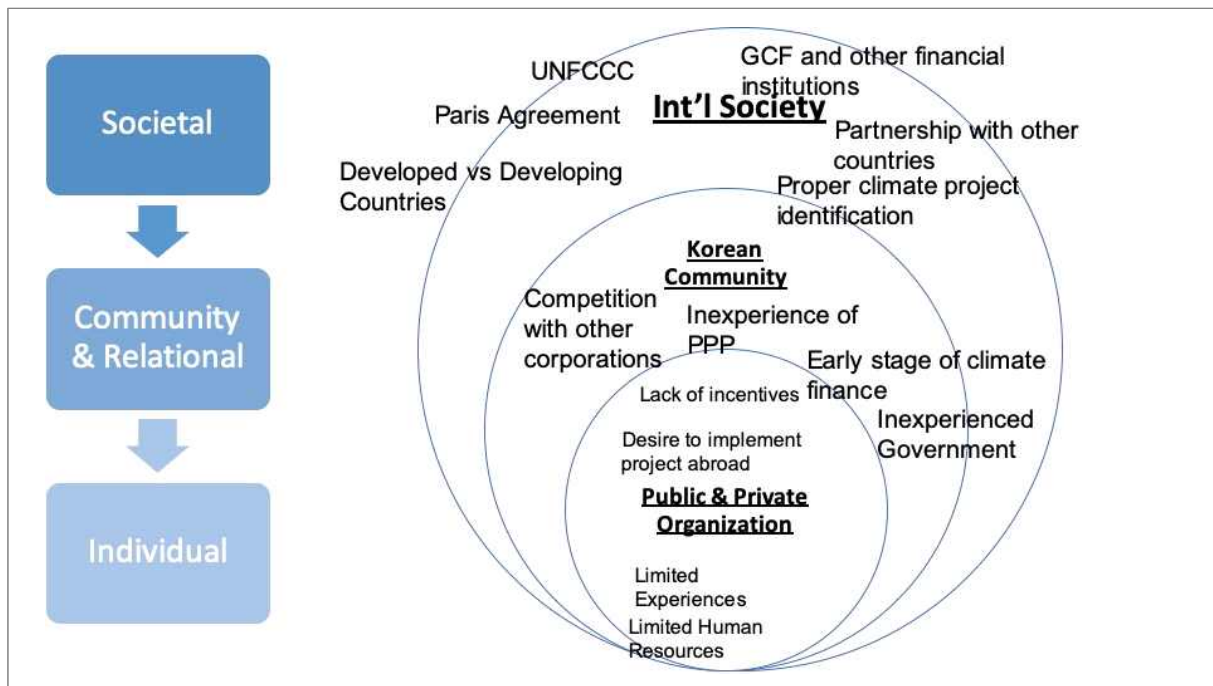 Societal
Community
& Relational
Individual
UNFCCC
GCF and other financial
institutions
Int'l Society
Paris Agreement
Partnership with other
countries
Developed vs Developing
Countries
Proper climate project
identification
Korean
Community
Competition
with other
corporations
Inexperience of
PPP
Early stage of climate
finance
Inexperienced
Government
Lack of incentives
Desire to implement
project abroad
Public & Private
Organization
Limited
Experiences
Limited Human
Resources